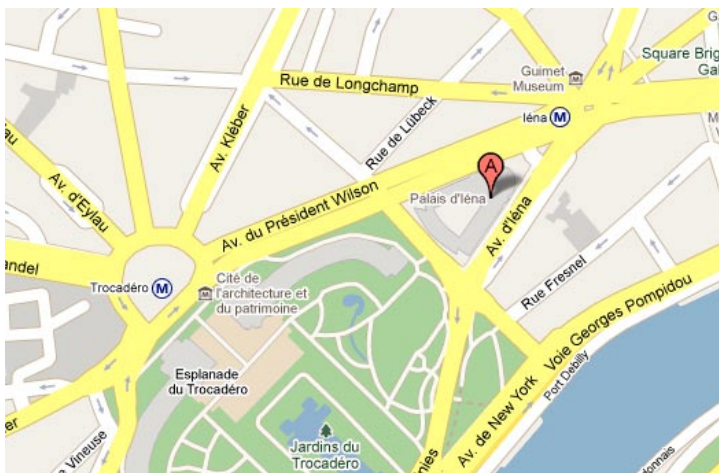 Guimet
Museum
Square Brig
Gal
Rue de Longchamp
Iéna
M
Rue de Lübeck
Av. Kléber
A
Palais d'Iéna
Av. d'Eylau
Av. du Président Wilson
Av. d'Iéna
andel
Trocadéro
M
Cité de
l'architecture et
du patrimoine
Rue Fresnel
Voie Georges Pompidou
Port Debilly
Esplanade
du Trocadéro
Av. de New York
Jardins du
Trocadéro
Vineuse
nies
donnais